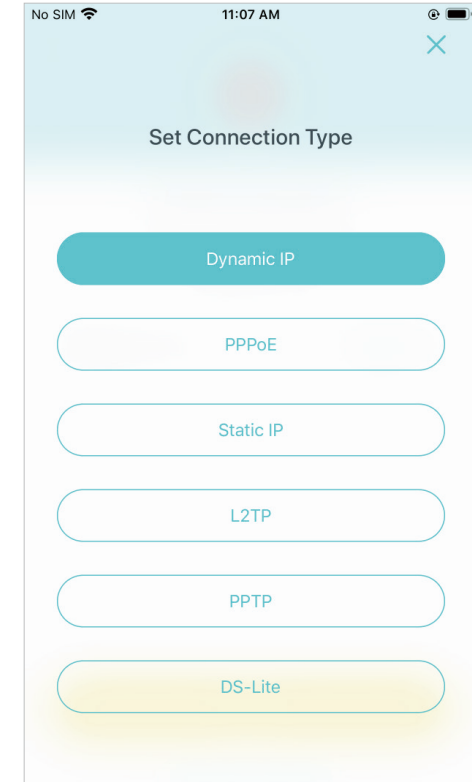 No SIM 11:07 AM
Set Connection Type
Dynamic IP
PPPoE
Static IP
L2TP
PPTP
DS-Lite